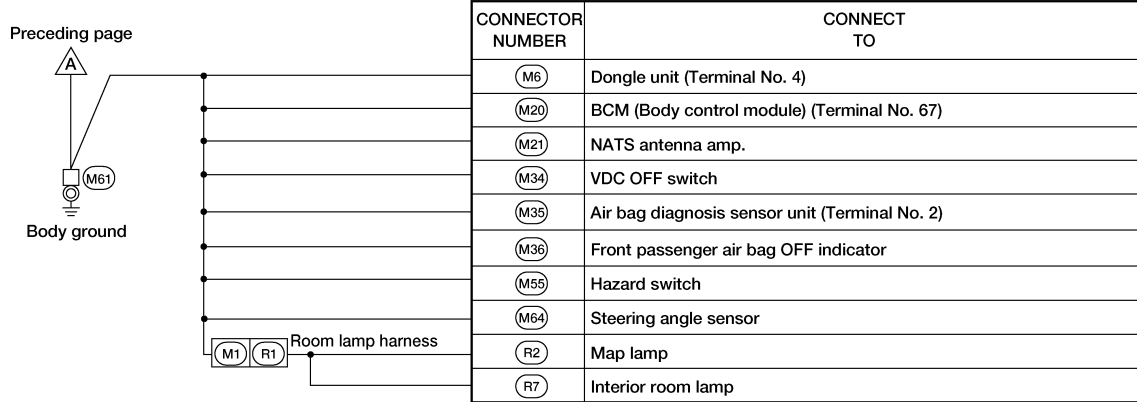 CONNECTOR NUMBER
CONNECT TO
Preceding page
A
M61
Body ground
M6 Dongle unit (Terminal No. 4)
M20 BCM (Body control module) (Terminal No. 67)
M21 NATS antenna amp.
M34 VDC OFF switch
M35 Air bag diagnosis sensor unit (Terminal No. 2)
M36 Front passenger air bag OFF indicator
M55 Hazard switch
M64 Steering angle sensor
M1 R1 Room lamp harness
R2 Map lamp
R7 Interior room lamp